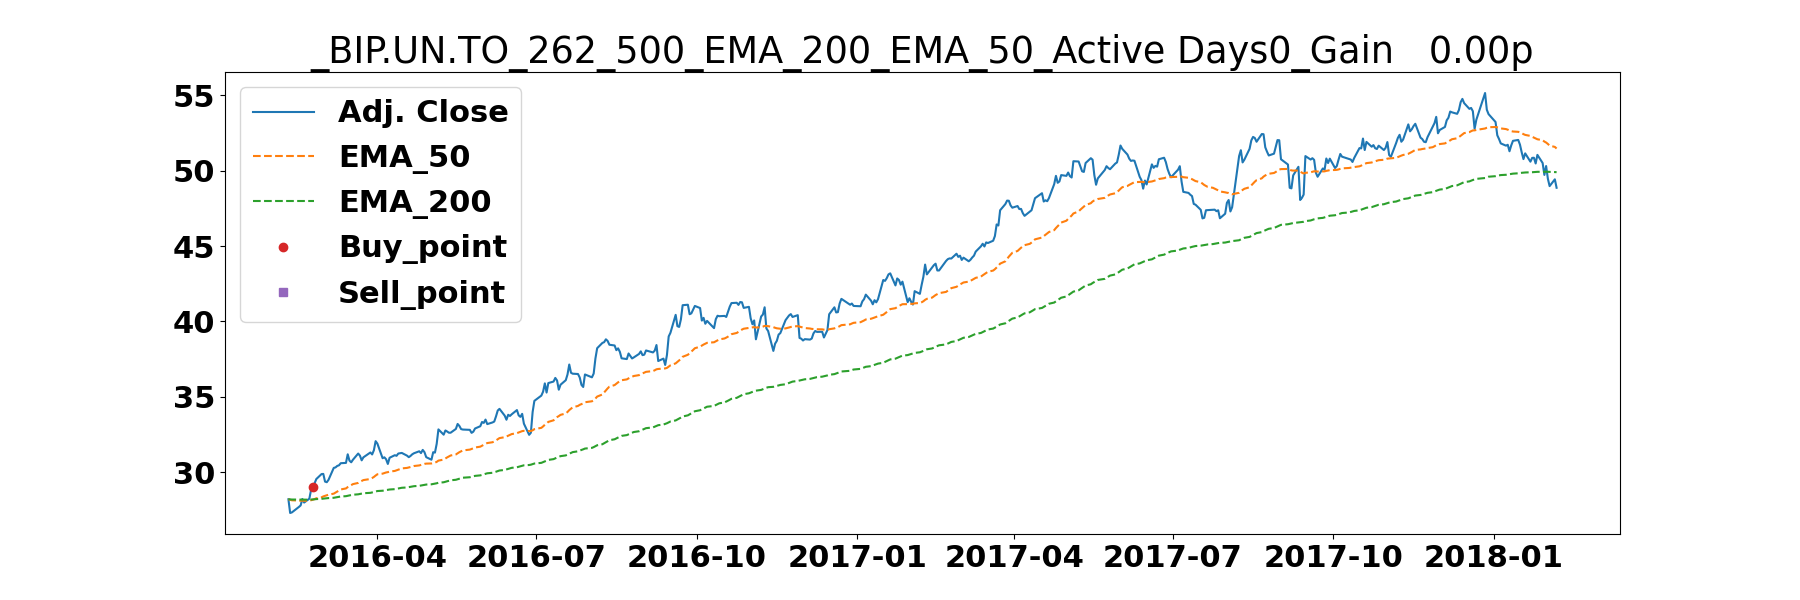 _BIP.UN.TO_262_500_EMA_200_EMA_50_Active Days0_Gain   0.00p
55
50
45
40
35
30
Adj. Close
EMA_50
EMA_200
Buy_point
Sell_point
2016-04 2016-07 2016-10 2017-01 2017-04 2017-07 2017-10 2018-01